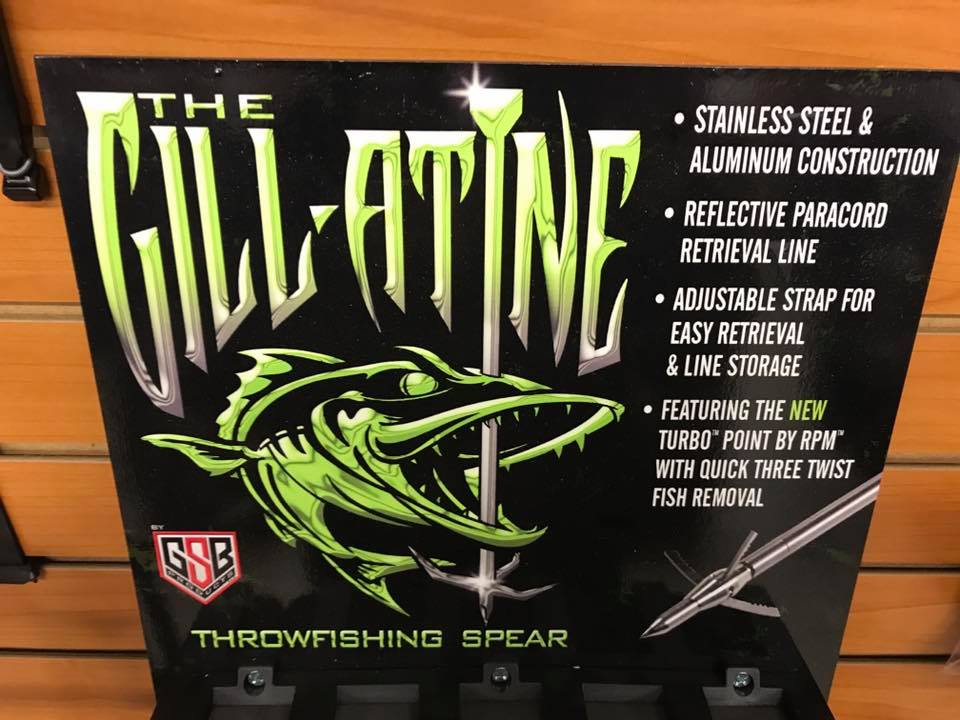 THE
GILL-ATINE
• STAINLESS STEEL &
ALUMINUM CONSTRUCTION
• REFLECTIVE PARACORD
RETRIEVAL LINE
• ADJUSTABLE STRAP FOR
EASY RETRIEVAL
& LINE STORAGE
• FEATURING THE NEW
TURBO™ POINT BY RPM™
WITH QUICK THREE TWIST
FISH REMOVAL
BY
GSB
PRODUCTS
THROWFISHING SPEAR